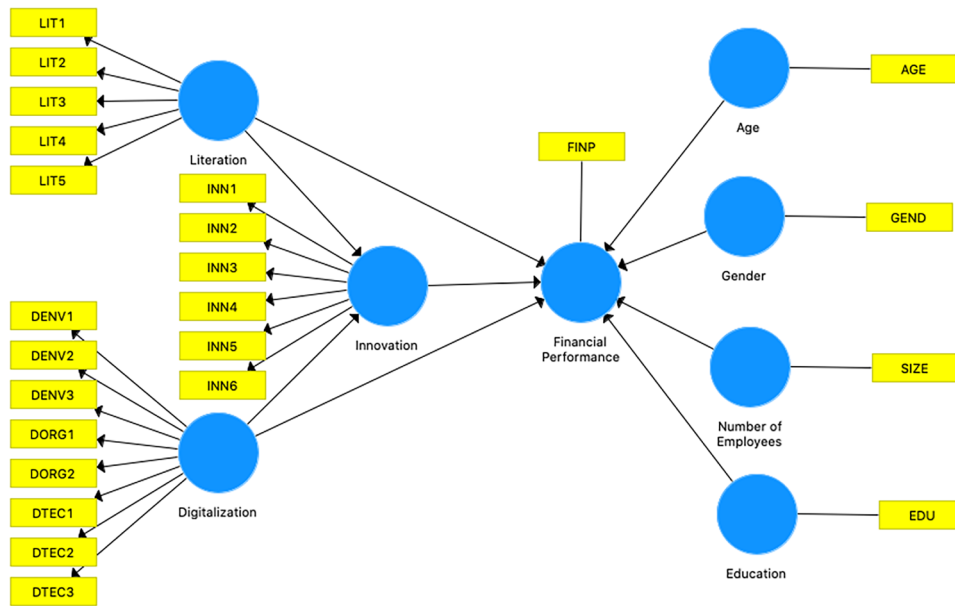 LIT1
LIT2
LIT3
LIT4
LIT5
Literation
INN1
INN2
INN3
INN4
INN5
INN6
Innovation
DENV1
DENV2
DENV3
DORG1
DORG2
DTEC1
DTEC2
DTEC3
Digitalization
FINP
Financial
Performance
Age
AGE
Gender
GEND
Number of
Employees
SIZE
Education
EDU